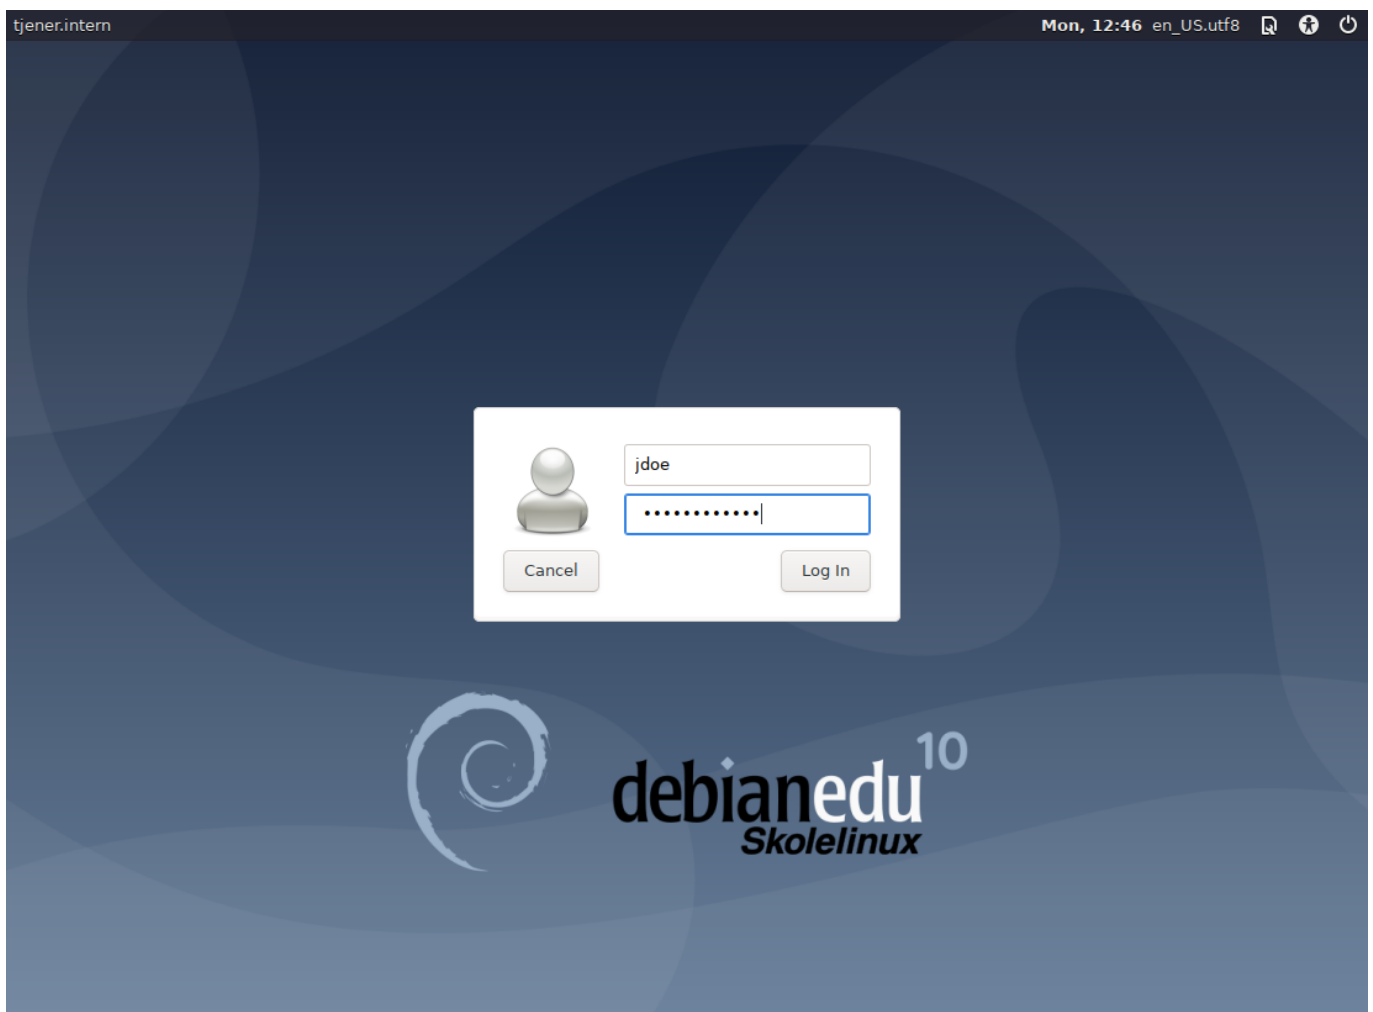 tjener.intern
Mon, 12:46 en_US.utf8
jdoe
••••••••••••
Cancel
Log In
debianedu 10
Skolelinux